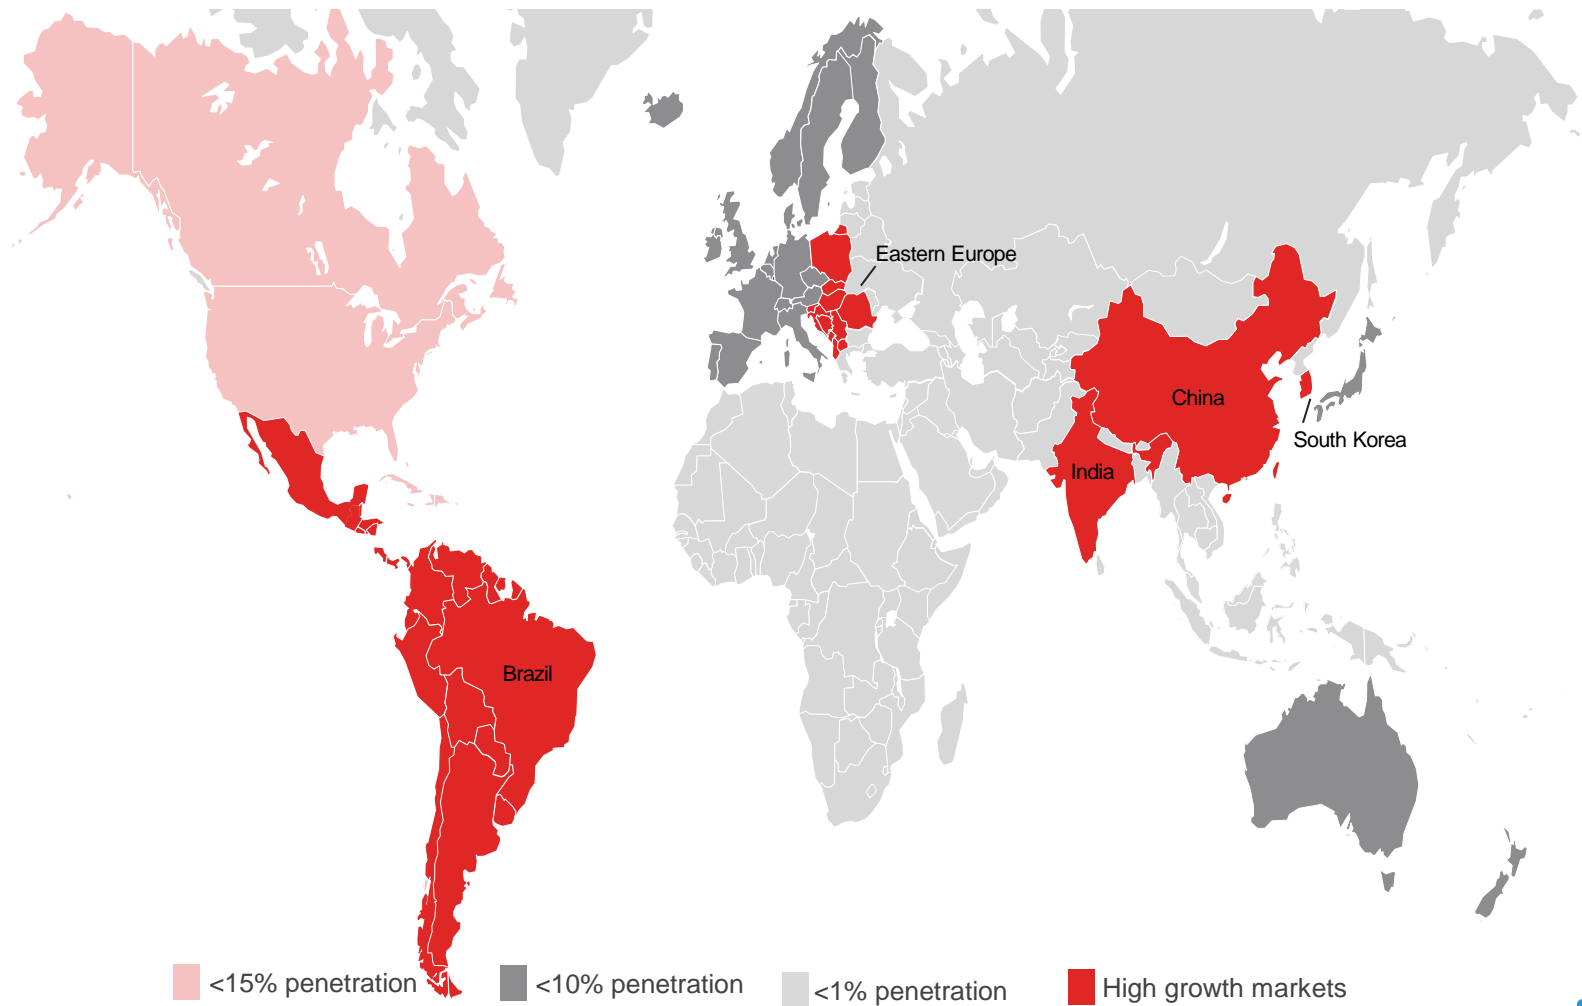 Eastern Europe
China
South Korea
India
Brazil
<15% penetration
<10% penetration
<1% penetration
High growth markets